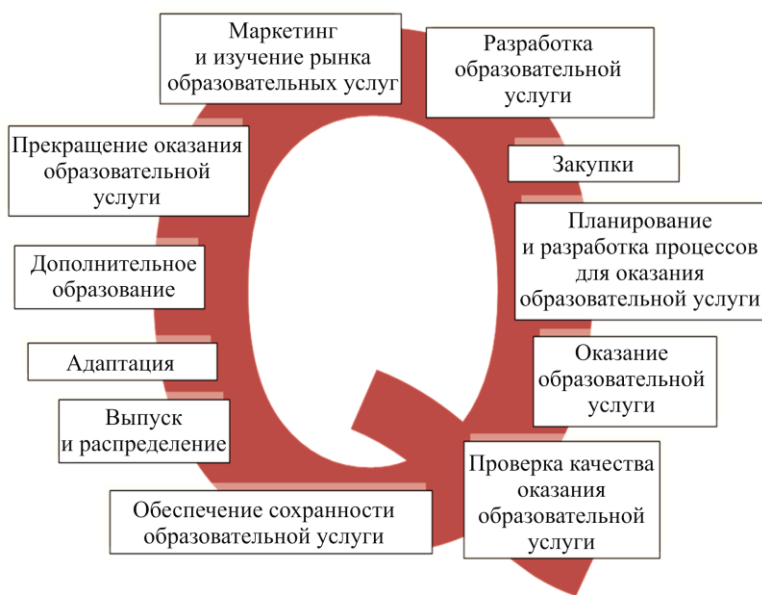 Маркетинг
и изучение рынка
образовательных услуг
Разработка
образовательной
услуги
Закупки
Планирование
и разработка процессов
для оказания
образовательной услуги
Оказание
образовательной
услуги
Проверка качества
оказания
образовательной
услуги
Обеспечение сохранности
образовательной услуги
Выпуск
и распределение
Адаптация
Дополнительное
образование
Прекращение оказания
образовательной
услуги